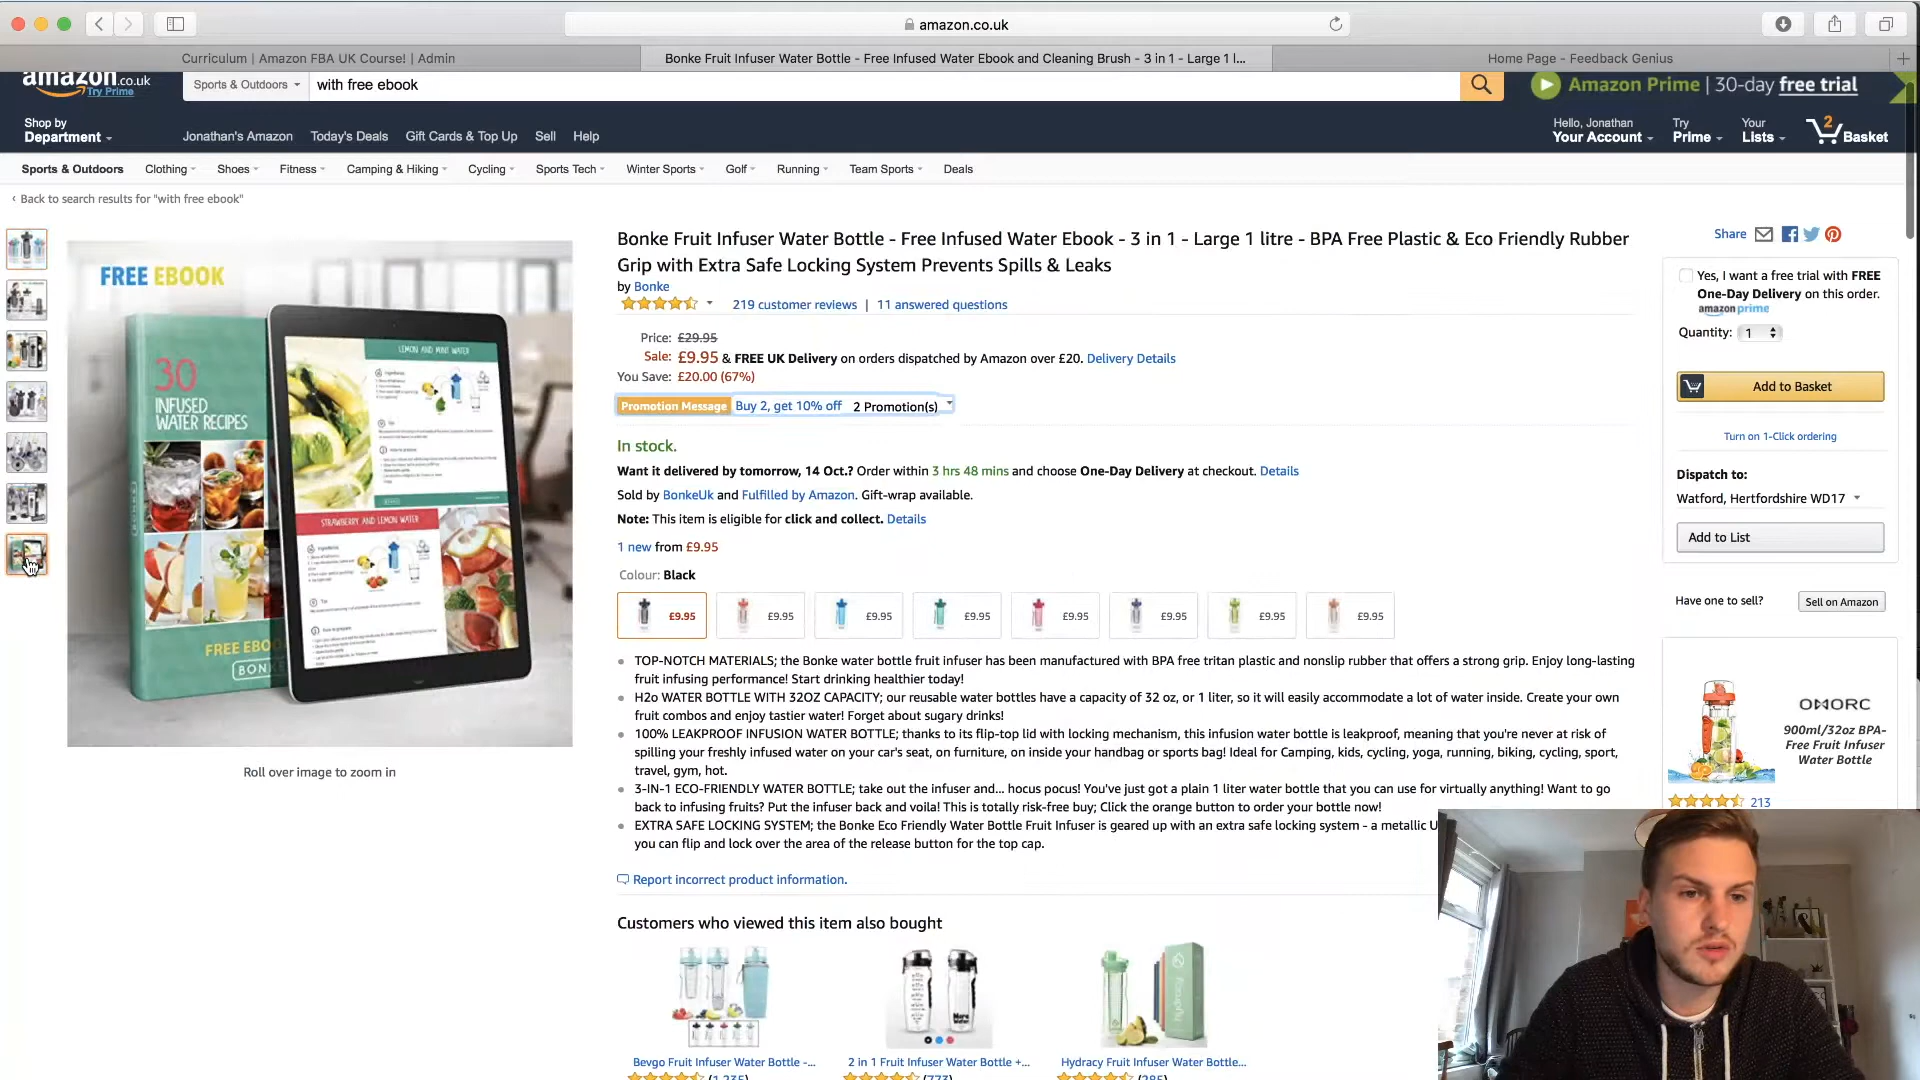 amazon.co.uk
Curriculum | Amazon FBA UK Course! | Admin
Bonke Fruit Infuser Water Bottle - Free Infused Water Ebook and Cleaning Brush - 3 in 1 - Large 1 l...
Home Page - Feedback Genius
amazon.co.uk
Try Prime
Sports & Outdoors
with free ebook
Amazon Prime | 30-day free trial
Shop by
Department
Jonathan's Amazon
Today's Deals
Gift Cards & Top Up
Sell
Help
Hello, Jonathan
Your Account
Try
Prime
Your
Lists
2
Basket
Sports & Outdoors
Clothing
Shoes
Fitness
Camping & Hiking
Cycling
Sports Tech
Winter Sports
Golf
Running
Team Sports
Deals
‹ Back to search results for "with free ebook"
FREE EBOOK
30
INFUSED
WATER RECIPES
LEMON AND MINT WATER
STRAWBERRY AND LEMON WATER
FREE EBO
BONK
Roll over image to zoom in
Bonke Fruit Infuser Water Bottle - Free Infused Water Ebook - 3 in 1 - Large 1 litre - BPA Free Plastic & Eco Friendly Rubber
Grip with Extra Safe Locking System Prevents Spills & Leaks
by Bonke
219 customer reviews | 11 answered questions
Price: £29.95
Sale: £9.95 & FREE UK Delivery on orders dispatched by Amazon over £20. Delivery Details
You Save: £20.00 (67%)
Promotion Message Buy 2, get 10% off 2 Promotion(s)
In stock.
Want it delivered by tomorrow, 14 Oct.? Order within 3 hrs 48 mins and choose One-Day Delivery at checkout. Details
Sold by BonkeUk and Fulfilled by Amazon. Gift-wrap available.
Note: This item is eligible for click and collect. Details
1 new from £9.95
Colour: Black
£9.95
£9.95
£9.95
£9.95
£9.95
£9.95
£9.95
£9.95
TOP-NOTCH MATERIALS; the Bonke water bottle fruit infuser has been manufactured with BPA free tritan plastic and nonslip rubber that offers a strong grip. Enjoy long-lasting
fruit infusing performance! Start drinking healthier today!
H2o WATER BOTTLE WITH 32OZ CAPACITY; our reusable water bottles have a capacity of 32 oz, or 1 liter, so it will easily accommodate a lot of water inside. Create your own
fruit combos and enjoy tastier water! Forget about sugary drinks!
100% LEAKPROOF INFUSION WATER BOTTLE; thanks to its flip-top lid with locking mechanism, this infusion water bottle is leakproof, meaning that you're never at risk of
spilling your freshly infused water on your car's seat, on furniture, on inside your handbag or sports bag! Ideal for Camping, kids, cycling, yoga, running, biking, cycling, sport,
travel, gym, hot.
3-IN-1 ECO-FRIENDLY WATER BOTTLE; take out the infuser and... hocus pocus! You've just got a plain 1 liter water bottle that you can use for virtually anything! Want to go
back to infusing fruits? Put the infuser back and voila! This is totally risk-free buy; Click the orange button to order your bottle now!
EXTRA SAFE LOCKING SYSTEM; the Bonke Eco Friendly Water Bottle Fruit Infuser is geared up with an extra safe locking system - a metallic U
you can flip and lock over the area of the release button for the top cap.
Report incorrect product information.
Customers who viewed this item also bought
Bevgo Fruit Infuser Water Bottle -...
2 in 1 Fruit Infuser Water Bottle +...
Hydracy Fruit Infuser Water Bottle...
(1,235)
(773)
(285)
Share
Yes, I want a free trial with FREE
One-Day Delivery on this order.
amazon prime
Quantity: 1
Add to Basket
Turn on 1-Click ordering
Dispatch to:
Watford, Hertfordshire WD17
Add to List
Have one to sell?
Sell on Amazon
OMORC
900ml/32oz BPA-
Free Fruit Infuser
Water Bottle
213